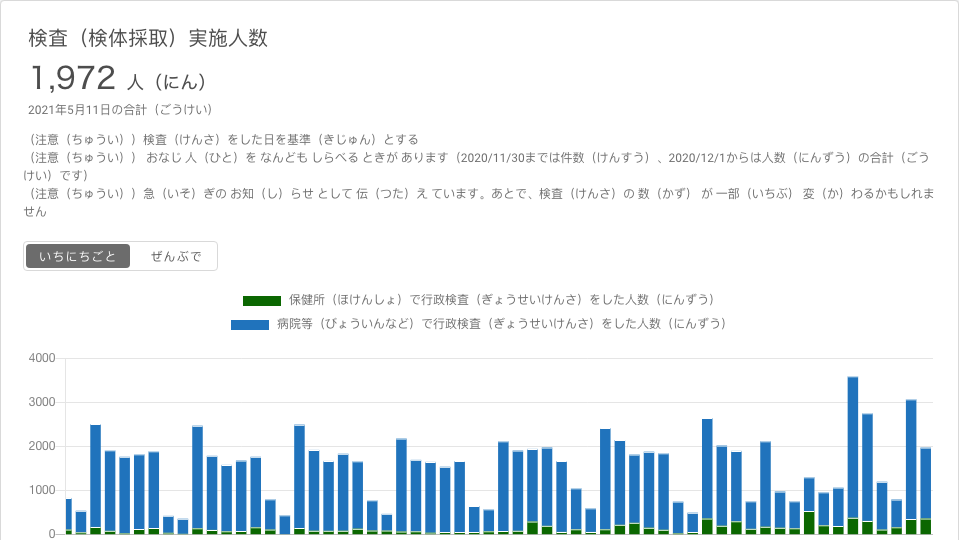 検査（検体採取）実施人数
1,972 人（にん）
2021年5月11日の合計（ごうけい）
（注意（ちゅうい））検査（けんさ）をした日を基準（きじゅん）とする
（注意（ちゅうい）） おなじ 人（ひと）を なんども しらべる ときが あります（2020/11/30までは件数（けんすう）、2020/12/1からは人数（にんずう）の合計（ごう
けい）です）
（注意（ちゅうい））急（いそ）ぎの お知（し）らせ として 伝（つた）え ています。あとで、検査（けんさ）の 数（かず） が 一部（いちぶ） 変（か）わるかもしれま
せん
いちにちごと ぜんぶで
保健所（ほけんしょ）で行政検査（ぎょうせいけんさ）をした人数（にんずう）
病院等（びょういんなど）で行政検査（ぎょうせいけんさ）をした人数（にんずう）
4000
3000
2000
1000
0